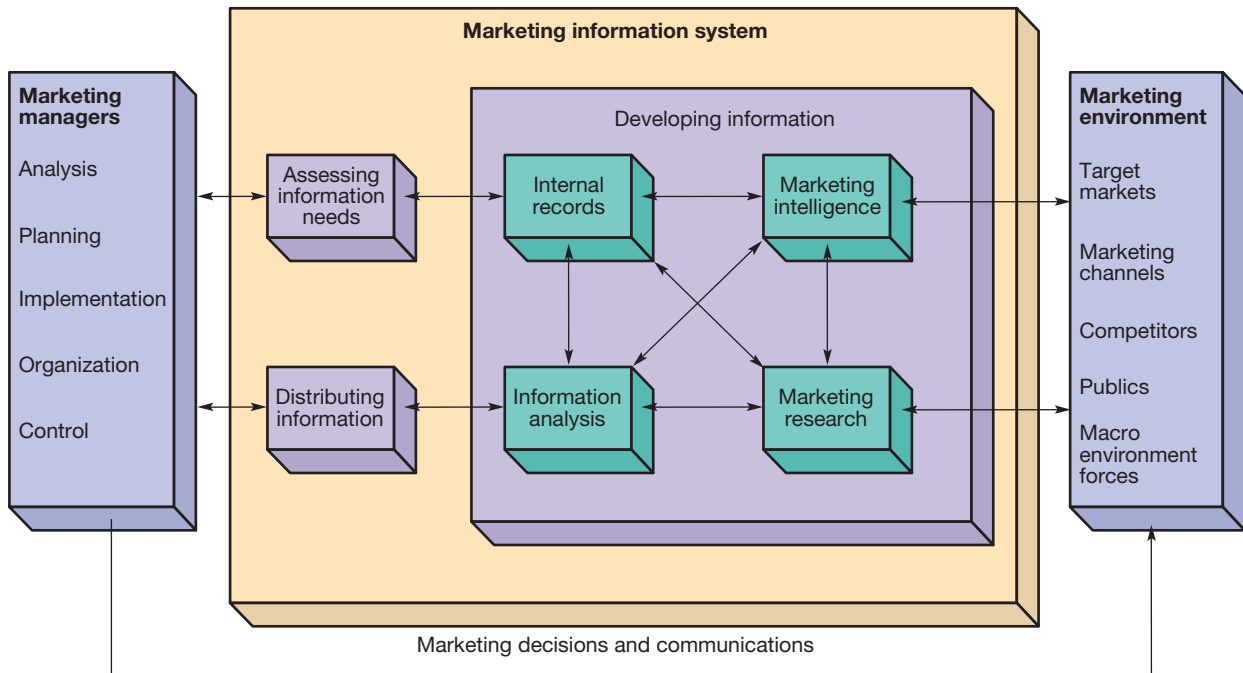 Marketing information system
Marketing
managers
Analysis
Planning
Implementation
Organization
Control
Assessing
information
needs
Distributing
information
Developing information
Internal
records
Marketing
intelligence
Information
analysis
Marketing
research
Marketing
environment
Target
markets
Marketing
channels
Competitors
Publics
Macro
environment
forces
Marketing decisions and communications